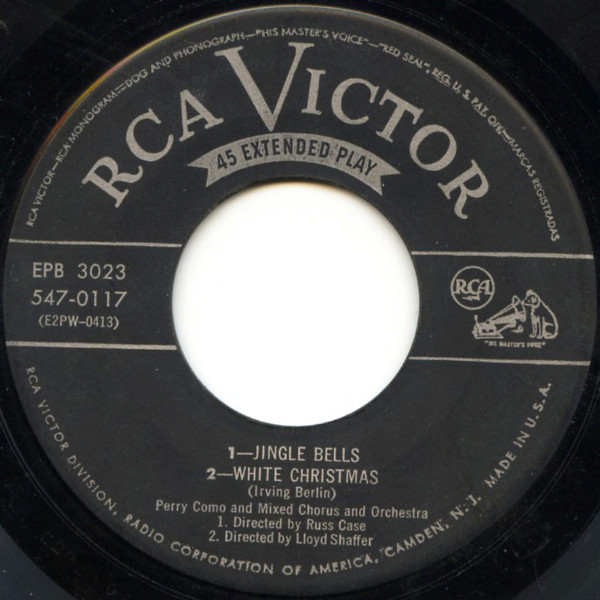 RCA VICTOR—RCA MONOGRAM—DOG AND PHONOGRAPH—"HIS MASTER'S VOICE"—"RED SEAL", REG. U. S. PAT. OFF.—MARCAS REGISTRADAS
RCA VICTOR
45 EXTENDED PLAY
EPB 3023
547-0117
(E2PW-0413)
RCA
"HIS MASTER'S VOICE"
1—JINGLE BELLS
2—WHITE CHRISTMAS
(Irving Berlin)
Perry Como and Mixed Chorus and Orchestra
1. Directed by Russ Case
2. Directed by Lloyd Shaffer
RCA VICTOR DIVISION, RADIO CORPORATION OF AMERICA, CAMDEN, N. J. MADE IN U. S. A.